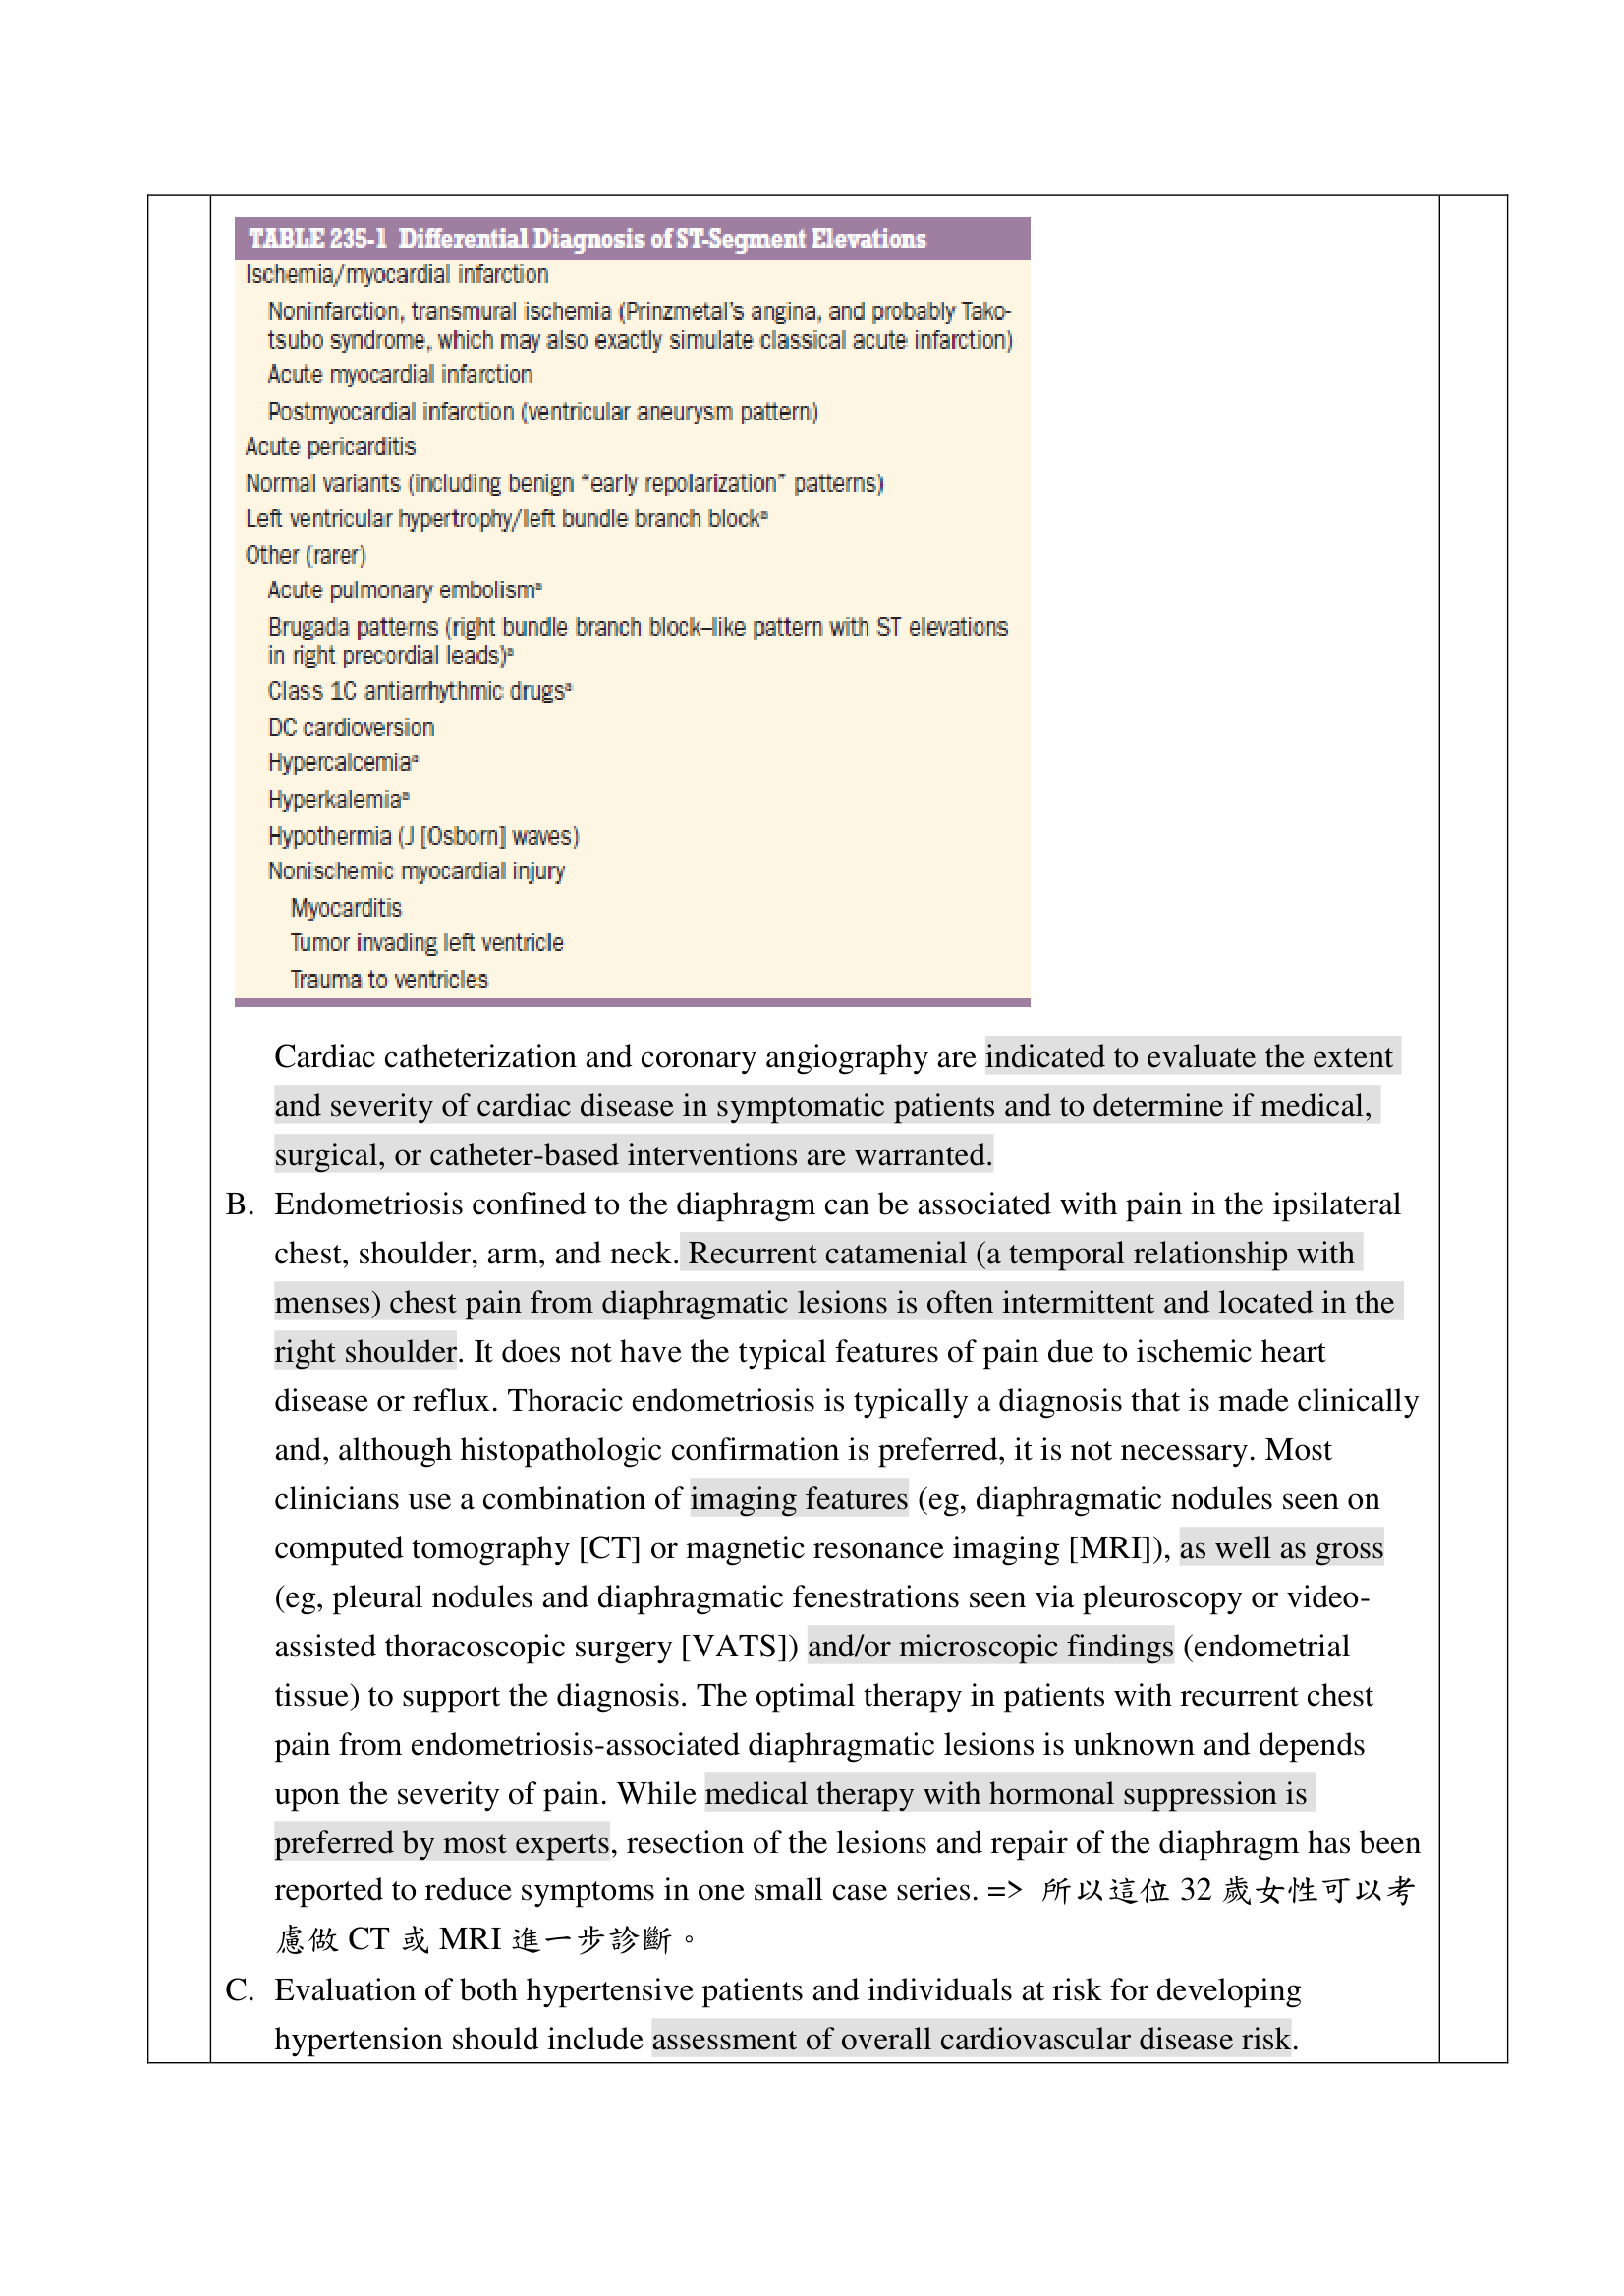 TABLE 235-1 Differential Diagnosis of ST-Segment Elevations
Ischemia/myocardial infarction
Noninfarction, transmural ischemia (Prinzmetal's angina, and probably Tako-
tsubo syndrome, which may also exactly simulate classical acute infarction)
Acute myocardial infarction
Postmyocardial infarction (ventricular aneurysm pattern)
Acute pericarditis
Normal variants (including benign "early repolarization" patterns)
Left ventricular hypertrophy/left bundle branch blockª
Other (rarer)
Acute pulmonary embolismª
Brugada patterns (right bundle branch block–like pattern with ST elevations
in right precordial leads)ª
Class 1C antiarrhythmic drugsª
DC cardioversion
Hypercalcemiaª
Hyperkalemiaª
Hypothermia (J [Osborn] waves)
Nonischemic myocardial injury
Myocarditis
Tumor invading left ventricle
Trauma to ventricles
Cardiac catheterization and coronary angiography are indicated to evaluate the extent
and severity of cardiac disease in symptomatic patients and to determine if medical,
surgical, or catheter-based interventions are warranted.
B. Endometriosis confined to the diaphragm can be associated with pain in the ipsilateral
chest, shoulder, arm, and neck. Recurrent catamenial (a temporal relationship with
menses) chest pain from diaphragmatic lesions is often intermittent and located in the
right shoulder. It does not have the typical features of pain due to ischemic heart
disease or reflux. Thoracic endometriosis is typically a diagnosis that is made clinically
and, although histopathologic confirmation is preferred, it is not necessary. Most
clinicians use a combination of imaging features (eg, diaphragmatic nodules seen on
computed tomography [CT] or magnetic resonance imaging [MRI]), as well as gross
(eg, pleural nodules and diaphragmatic fenestrations seen via pleuroscopy or video-
assisted thoracoscopic surgery [VATS]) and/or microscopic findings (endometrial
tissue) to support the diagnosis. The optimal therapy in patients with recurrent chest
pain from endometriosis-associated diaphragmatic lesions is unknown and depends
upon the severity of pain. While medical therapy with hormonal suppression is
preferred by most experts, resection of the lesions and repair of the diaphragm has been
reported to reduce symptoms in one small case series. => 所以這位 32 歲女性可以考
慮做 CT 或 MRI 進一步診斷。
C. Evaluation of both hypertensive patients and individuals at risk for developing
hypertension should include assessment of overall cardiovascular disease risk.